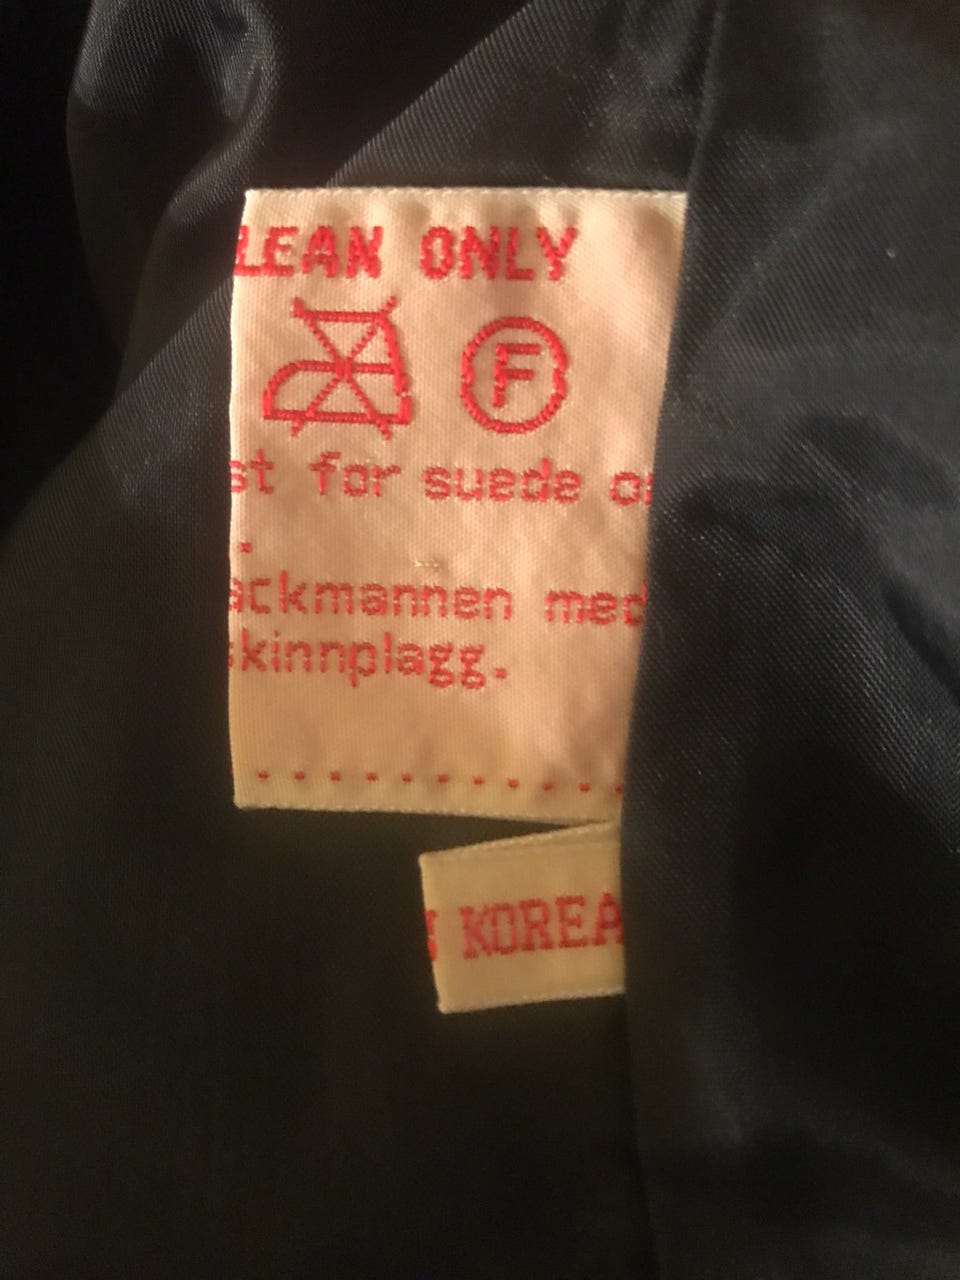 LEAN ONLY
F
st for suede o
.
ackmannen med
skinnplagg.
. . . . . . . . . . .
KOREA